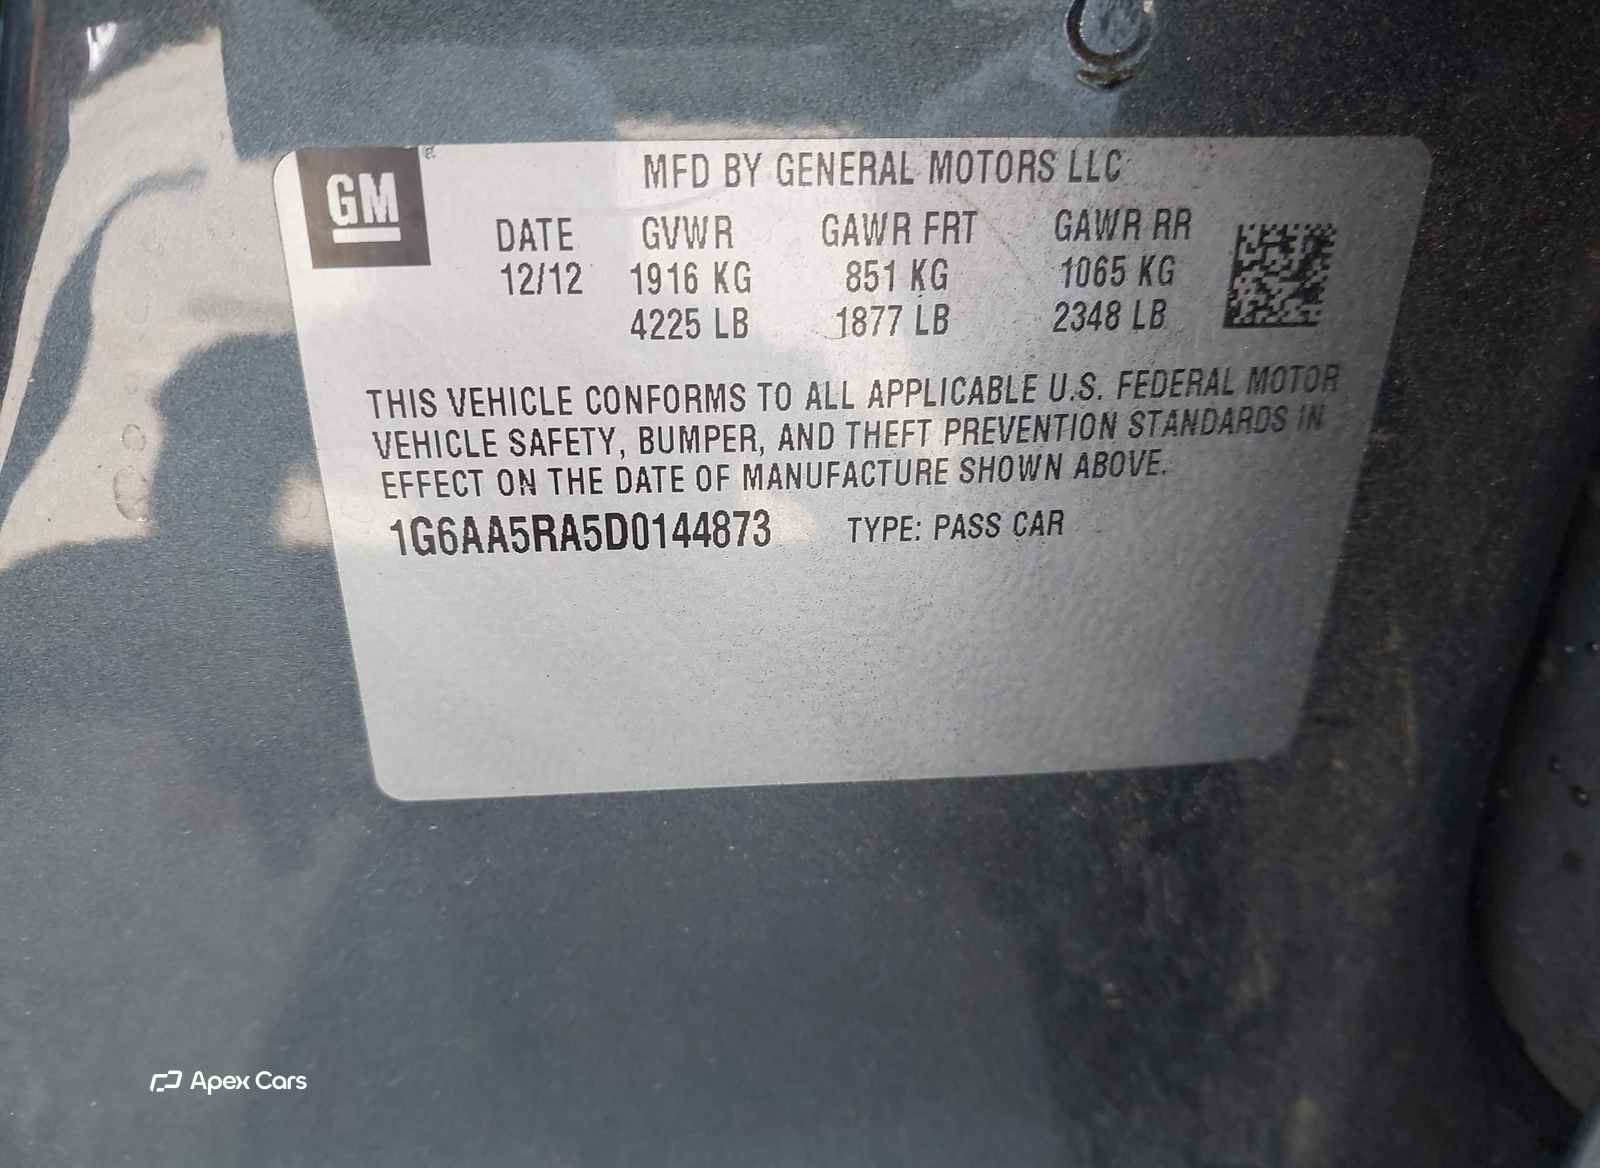 GM
MFD BY GENERAL MOTORS LLC
DATE GVWR GAWR FRT GAWR RR
12/12 1916 KG 851 KG 1065 KG
4225 LB 1877 LB 2348 LB
THIS VEHICLE CONFORMS TO ALL APPLICABLE U.S. FEDERAL MOTOR
VEHICLE SAFETY, BUMPER, AND THEFT PREVENTION STANDARDS IN
EFFECT ON THE DATE OF MANUFACTURE SHOWN ABOVE.
1G6AA5RA5D0144873 TYPE: PASS CAR
Apex Cars